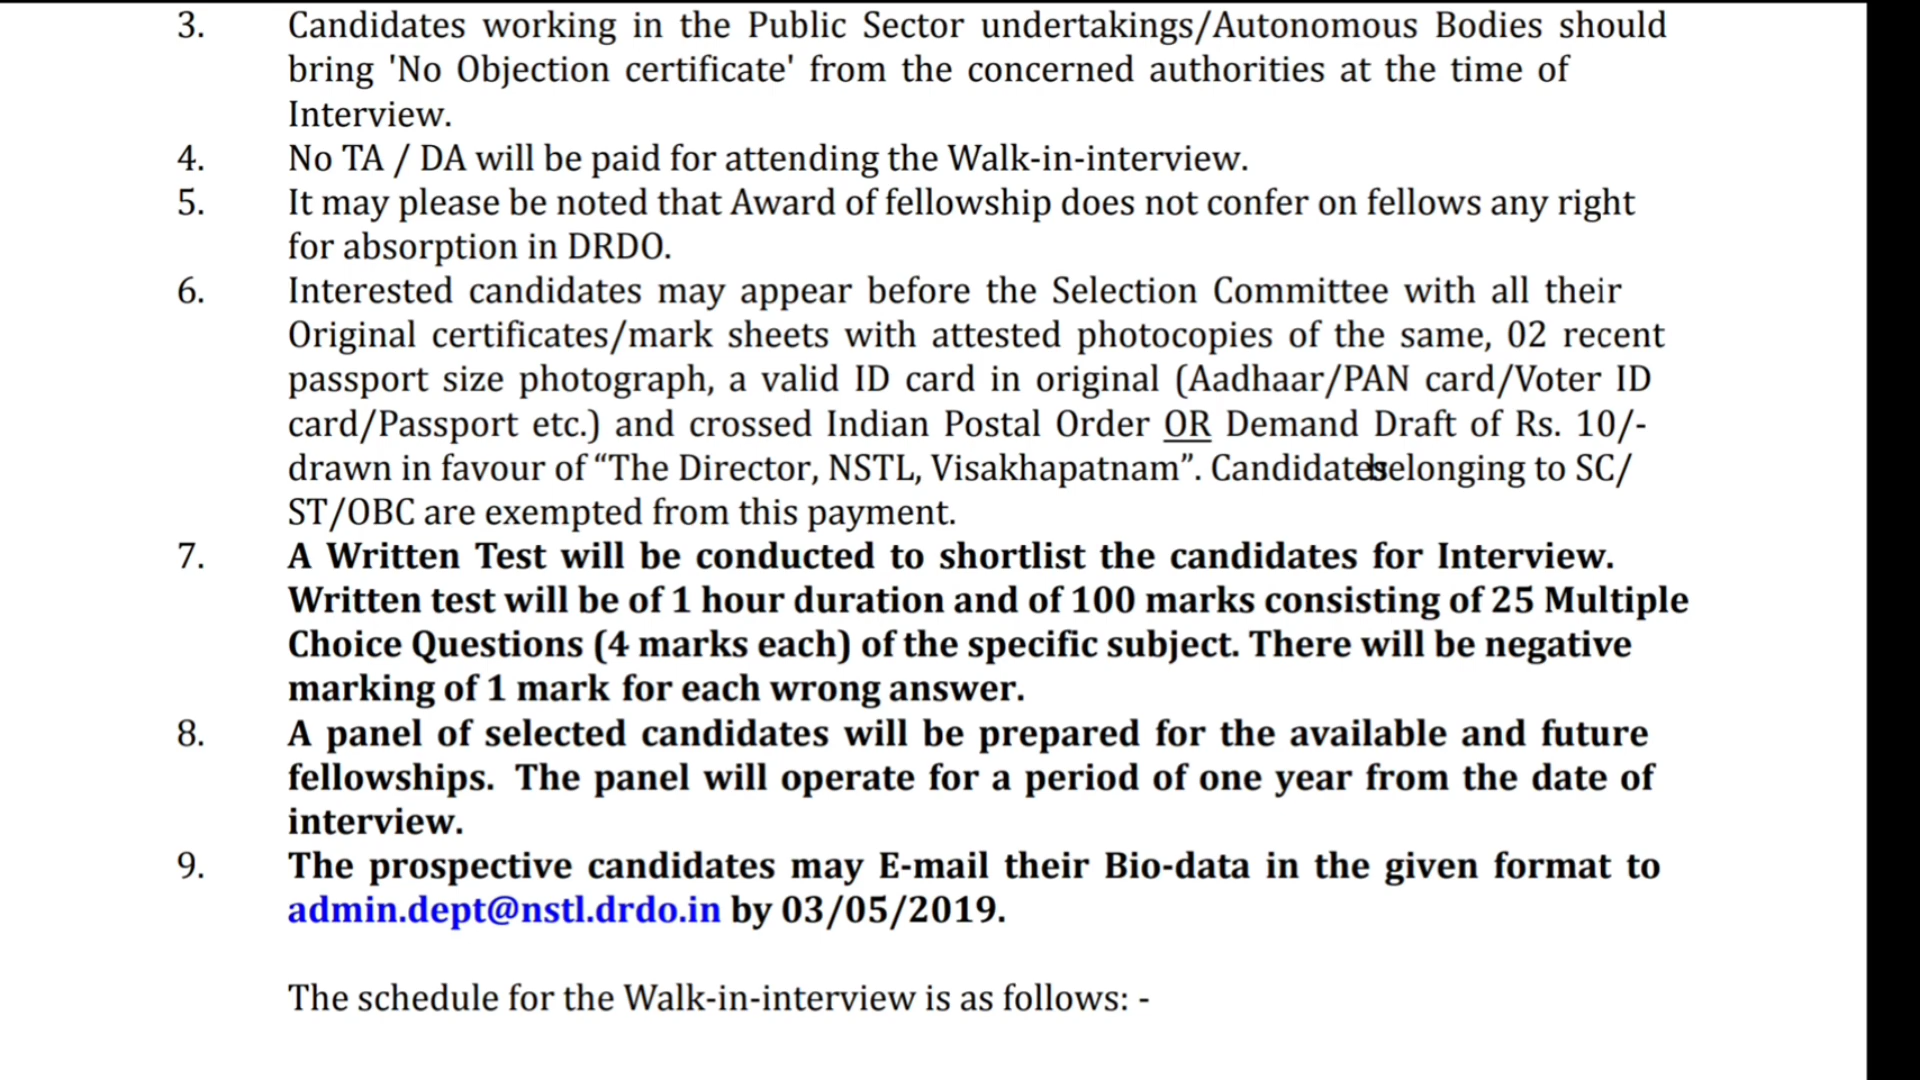 3. Candidates working in the Public Sector undertakings/Autonomous Bodies should
bring 'No Objection certificate' from the concerned authorities at the time of
Interview.
4. No TA / DA will be paid for attending the Walk-in-interview.
5. It may please be noted that Award of fellowship does not confer on fellows any right
for absorption in DRDO.
6. Interested candidates may appear before the Selection Committee with all their
Original certificates/mark sheets with attested photocopies of the same, 02 recent
passport size photograph, a valid ID card in original (Aadhaar/PAN card/Voter ID
card/Passport etc.) and crossed Indian Postal Order OR Demand Draft of Rs. 10/-
drawn in favour of “The Director, NSTL, Visakhapatnam”. Candidates belonging to SC/
ST/OBC are exempted from this payment.
7. A Written Test will be conducted to shortlist the candidates for Interview.
Written test will be of 1 hour duration and of 100 marks consisting of 25 Multiple
Choice Questions (4 marks each) of the specific subject. There will be negative
marking of 1 mark for each wrong answer.
8. A panel of selected candidates will be prepared for the available and future
fellowships. The panel will operate for a period of one year from the date of
interview.
9. The prospective candidates may E-mail their Bio-data in the given format to
admin.dept@nstl.drdo.in by 03/05/2019.
The schedule for the Walk-in-interview is as follows: -